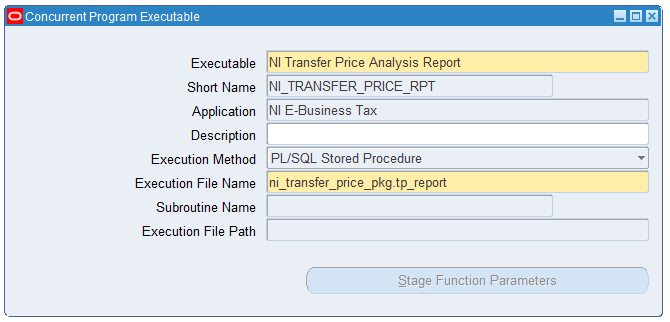 Concurrent Program Executable
Executable NI Transfer Price Analysis Report
Short Name NI_TRANSFER_PRICE_RPT
Application NI E-Business Tax
Description
Execution Method PL/SQL Stored Procedure
Execution File Name ni_transfer_price_pkg.tp_report
Subroutine Name
Execution File Path
Stage Function Parameters